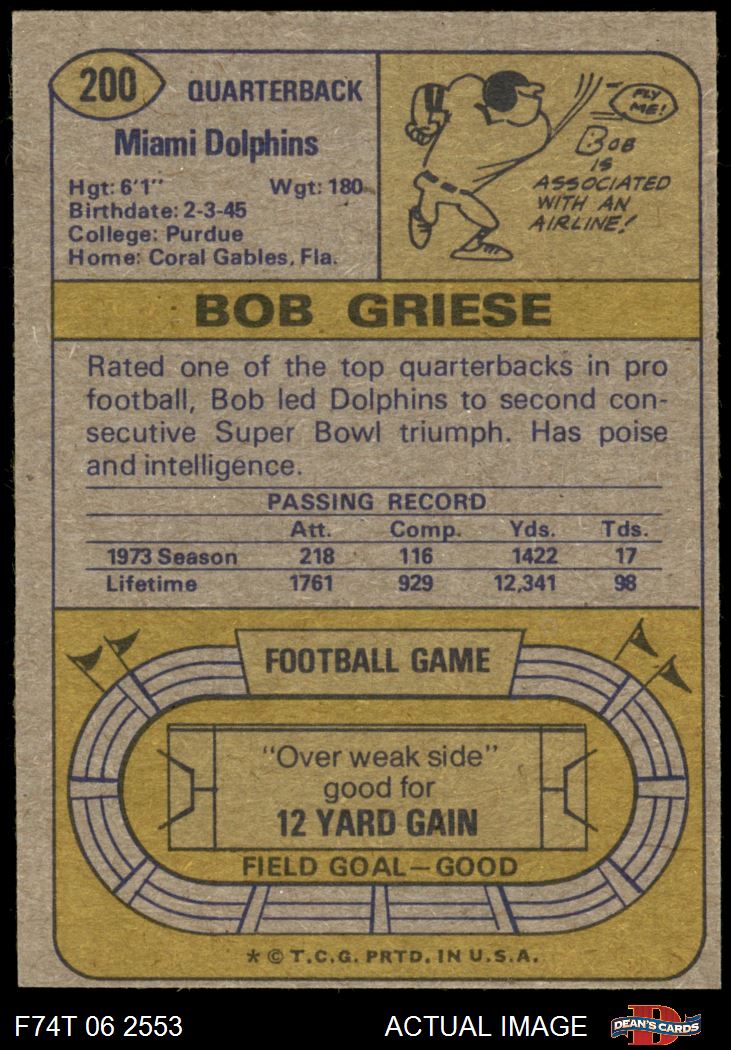 200
QUARTERBACK
Miami Dolphins
Hgt: 6'1" Wgt: 180
Birthdate: 2-3-45
College: Purdue
Home: Coral Gables, Fla.
FLY
ME!
BOB
IS
ASSOCIATED
WITH AN
AIRLINE!
BOB GRIESE
Rated one of the top quarterbacks in pro
football, Bob led Dolphins to second con-
secutive Super Bowl triumph. Has poise
and intelligence.
PASSING RECORD
Att. Comp. Yds. Tds.
1973 Season 218 116 1422 17
Lifetime 1761 929 12,341 98
FOOTBALL GAME
"Over weak side"
good for
12 YARD GAIN
FIELD GOAL—GOOD
* © T.C.G. PRTD. IN U.S.A.
F74T 06 2553 ACTUAL IMAGE
D
DEAN'S CARDS